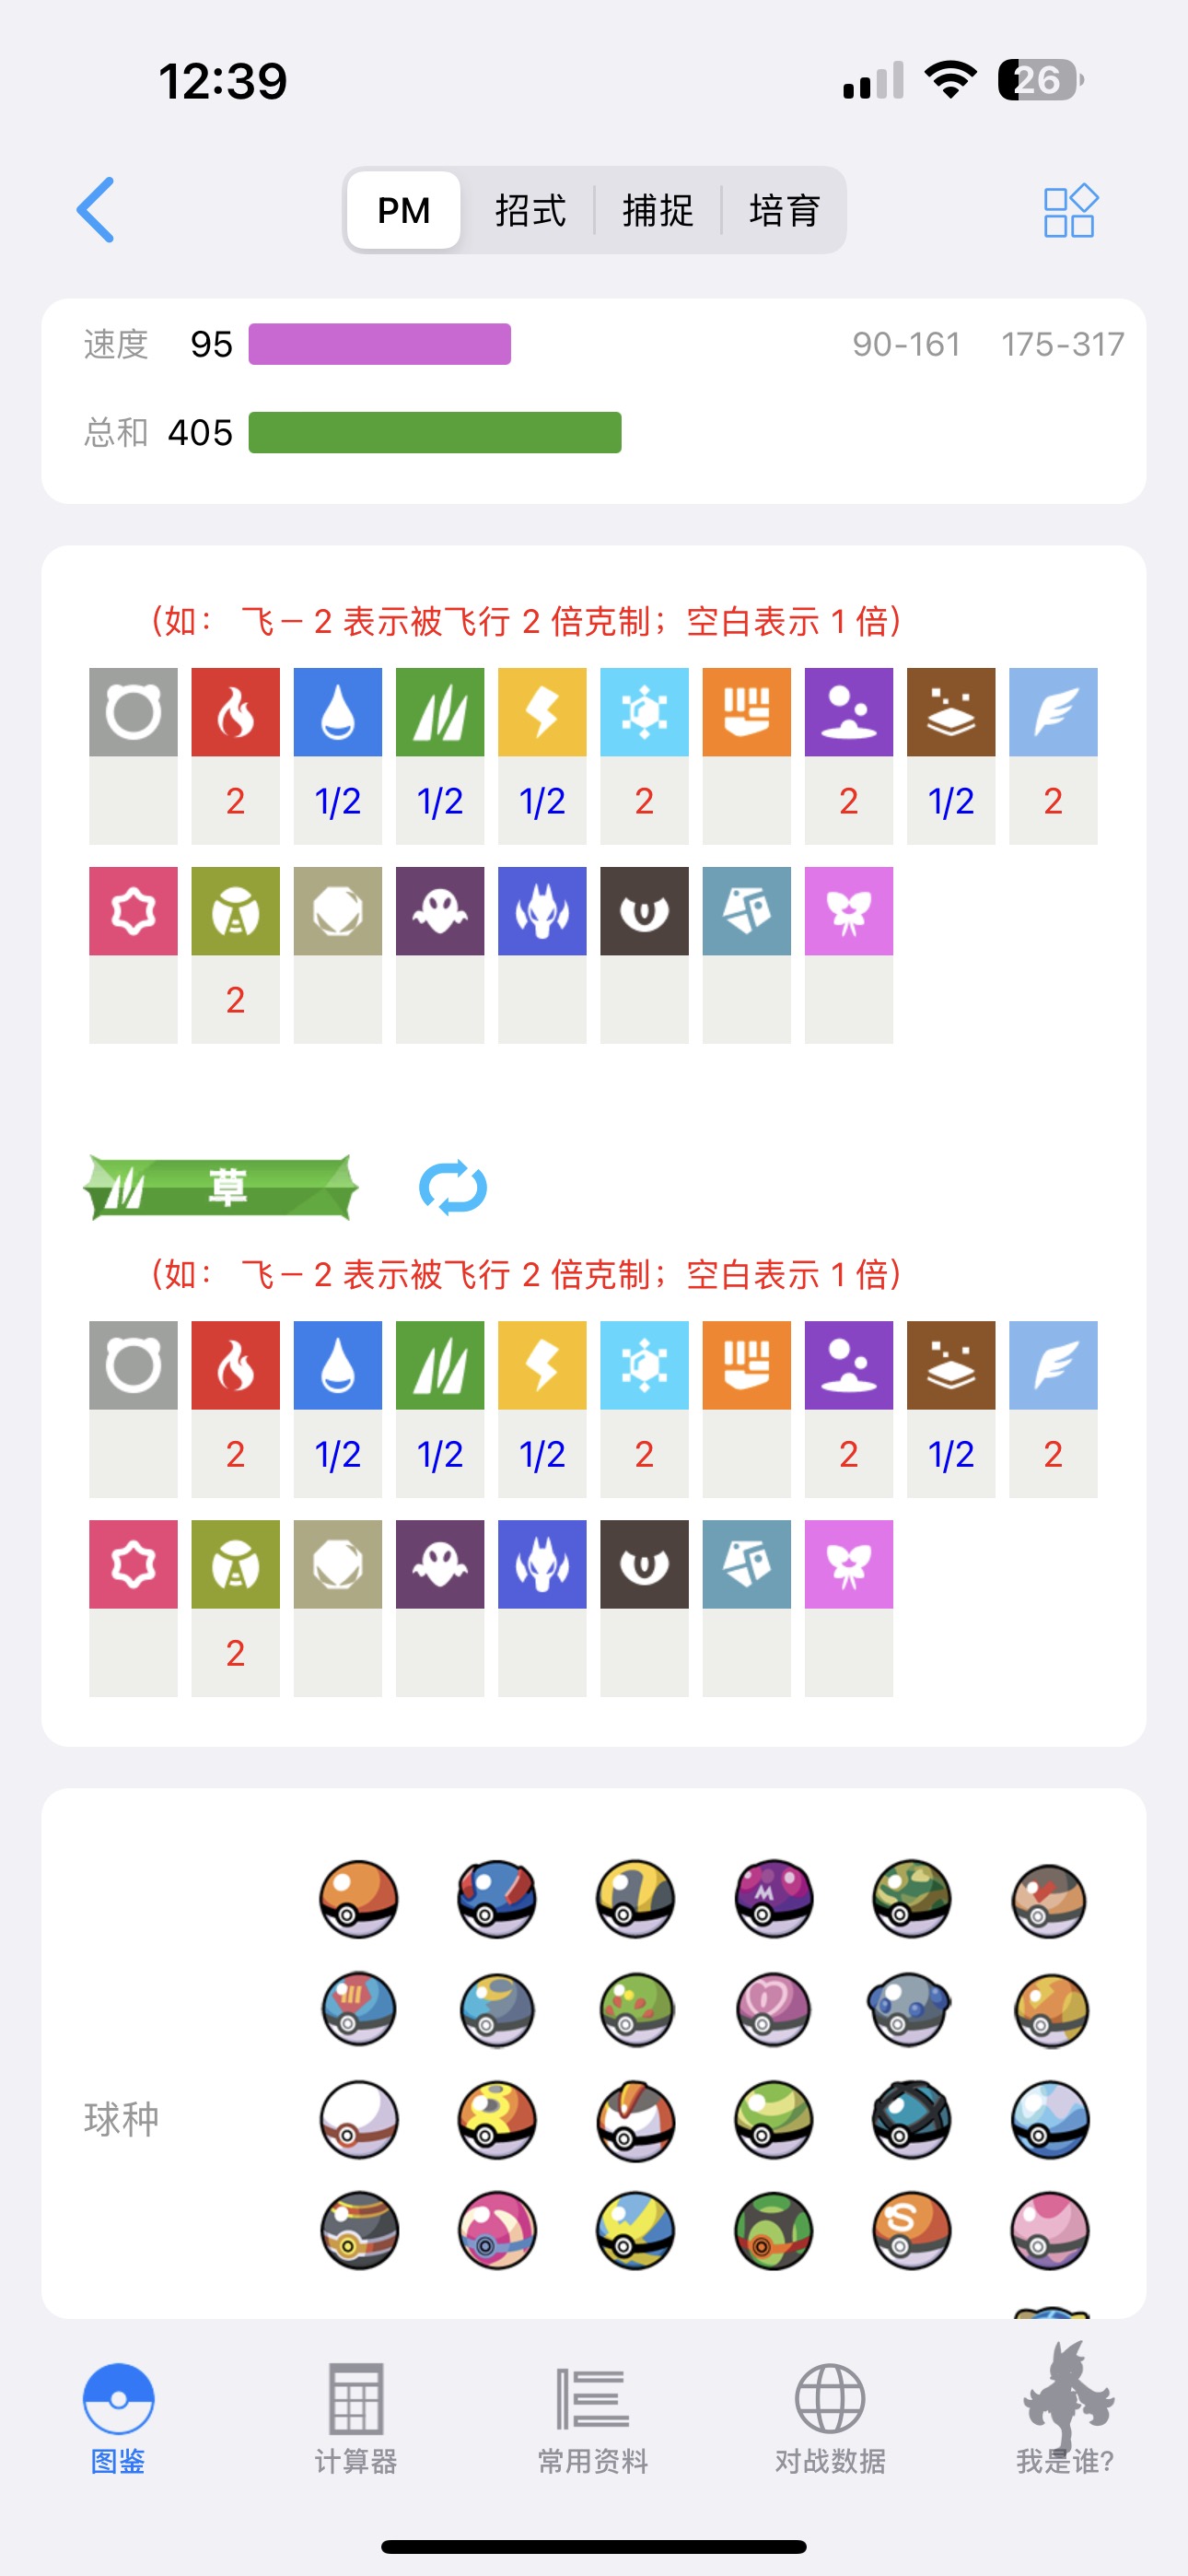 12:39
26
PM 招式 捕捉 培育
速度 95 90-161 175-317
总和 405
(如： 飞－2 表示被飞行 2 倍克制；空白表示 1 倍)
2 1/2 1/2 1/2 2 2 1/2 2
2
草
(如： 飞－2 表示被飞行 2 倍克制；空白表示 1 倍)
2 1/2 1/2 1/2 2 2 1/2 2
2
M
球种
S
图鉴 计算器 常用资料 对战数据 我是谁?